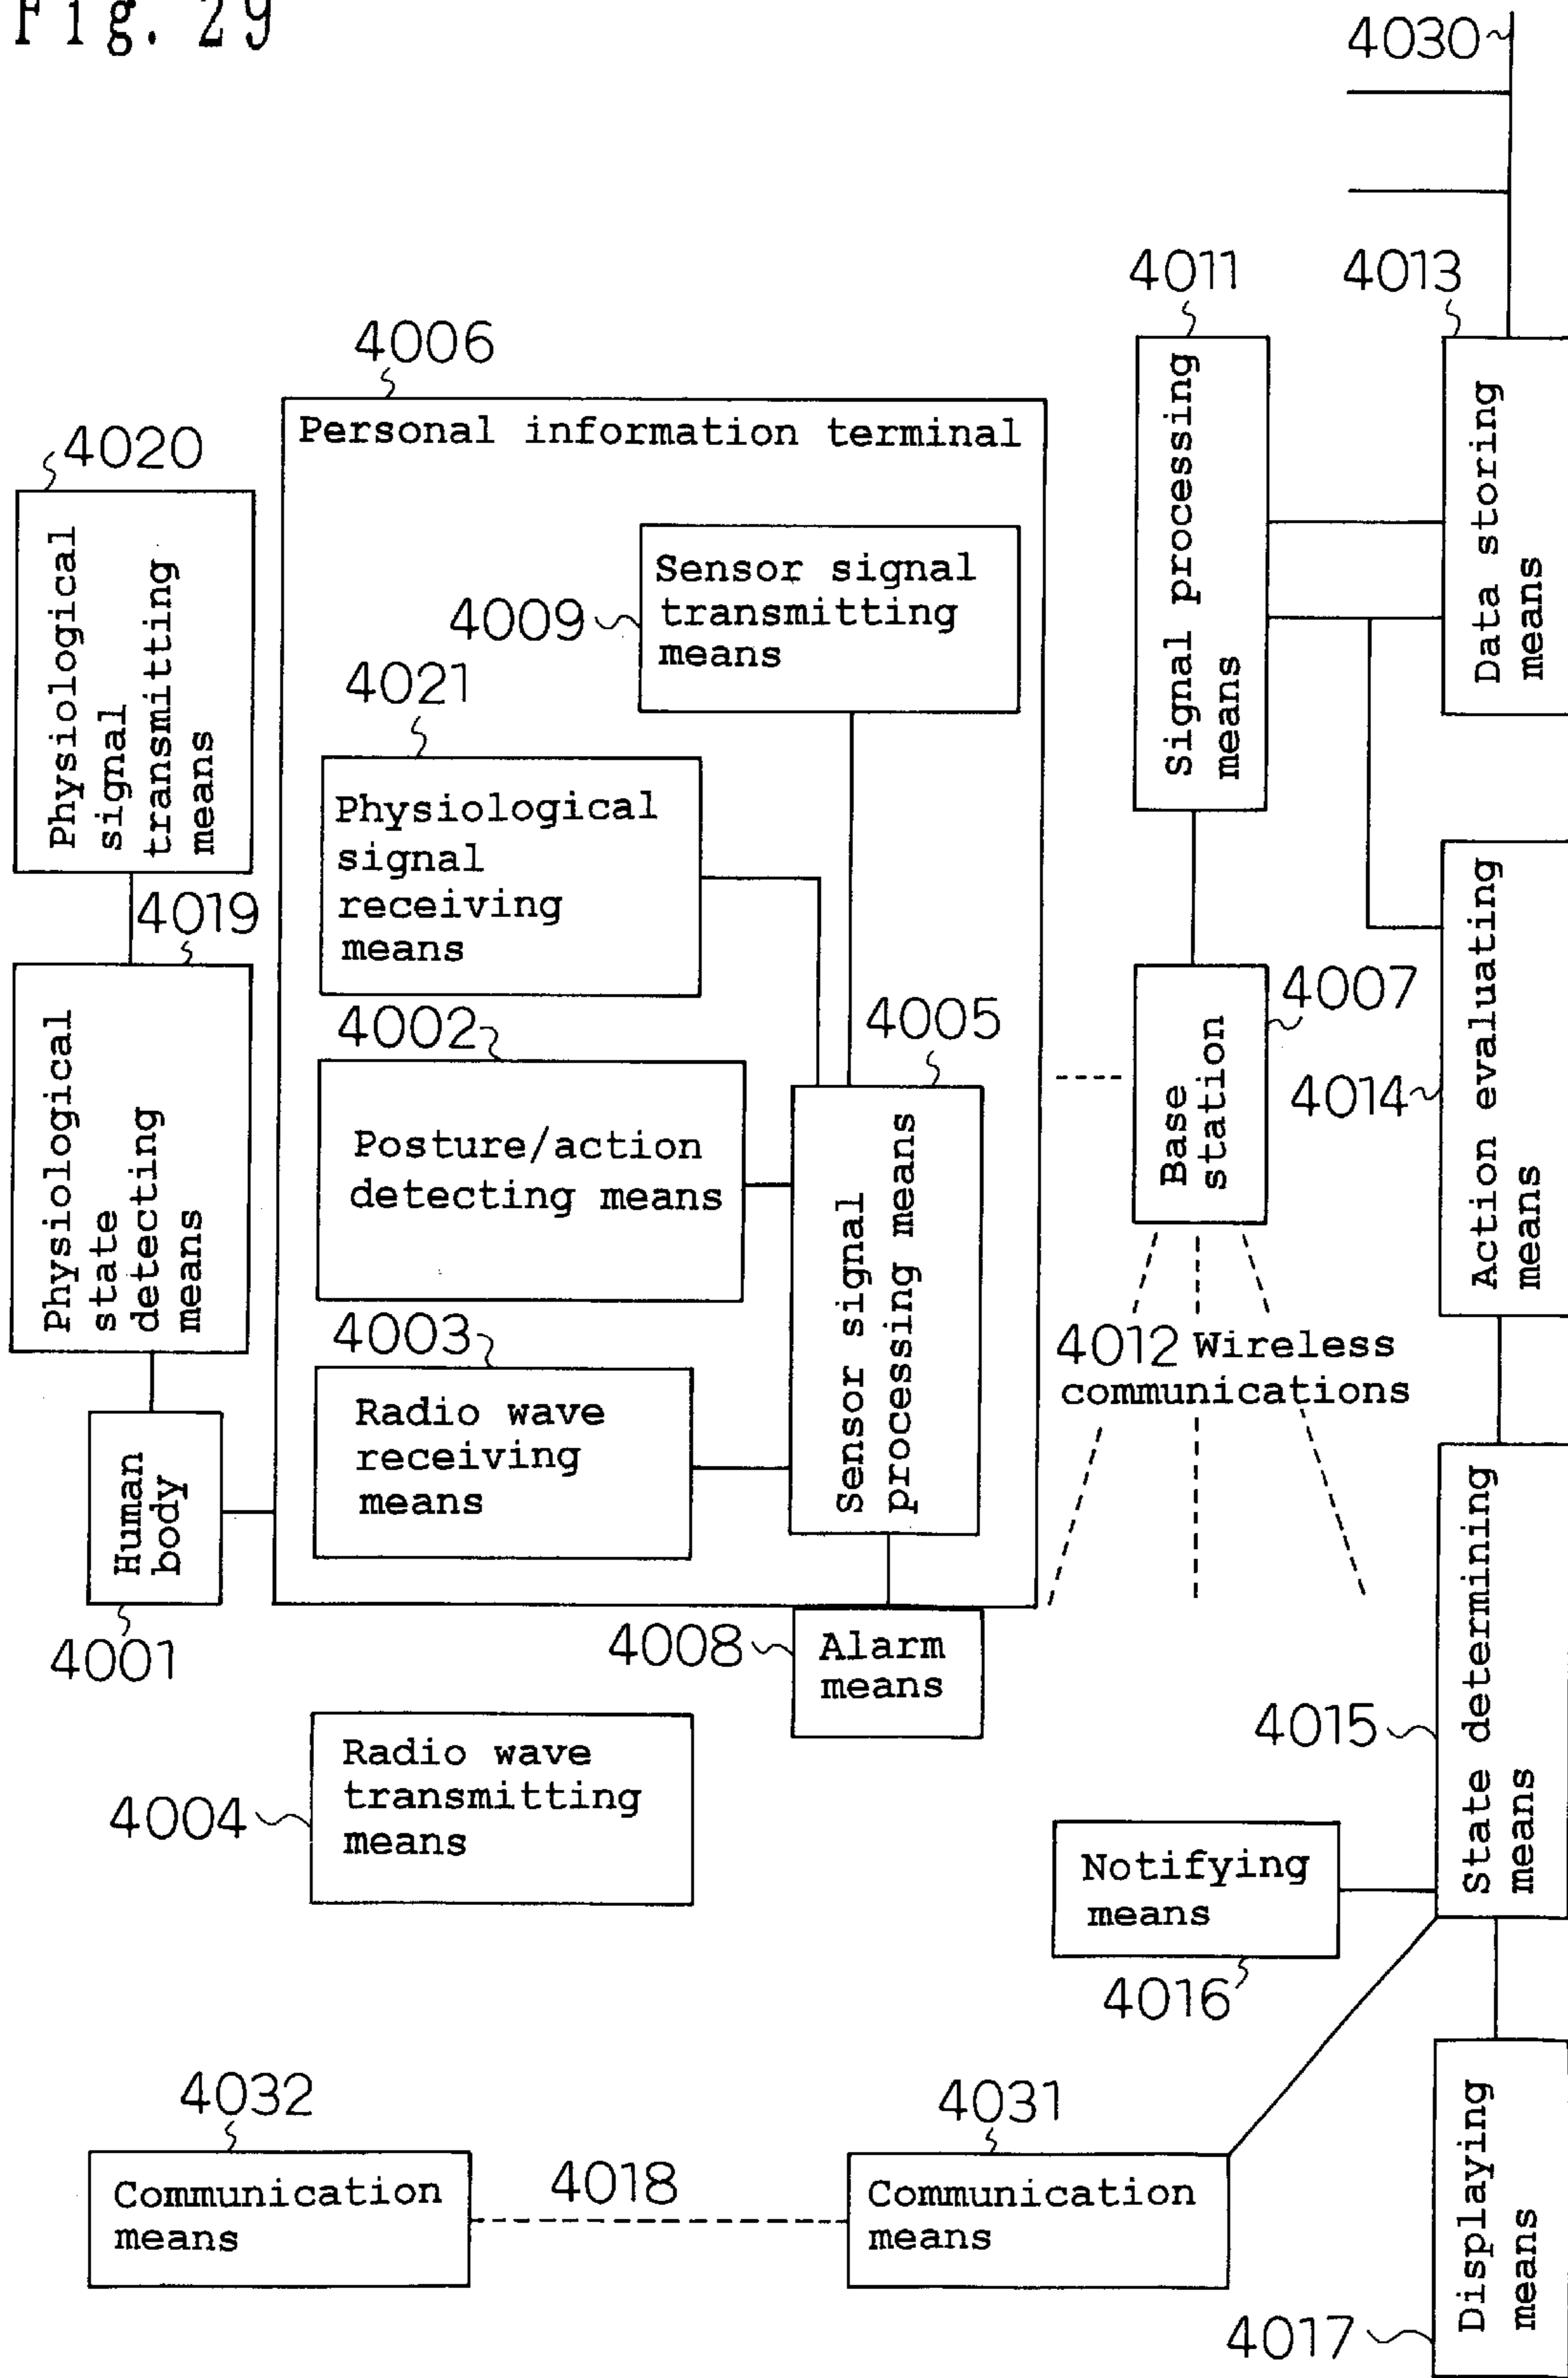 Fig. 29
4030
4011
4013
4006
4020
Personal information terminal
Physiological
signal
transmitting
means
Sensor signal
transmitting
means
4009
Signal processing
means
Data storing
means
4021
Physiological
signal
receiving
means
4019
Physiological
state
detecting
means
4002
4005
Posture/action
detecting means
Sensor signal
processing means
4007
Base
station
4014
Action evaluating
means
4003
Radio wave
receiving
means
4012 Wireless
communications
Human
body
4001
4008
Alarm
means
4015
State determining
means
4004
Radio wave
transmitting
means
Notifying
means
4016
4032
Communication
means
4018
4031
Communication
means
Displaying
means
4017